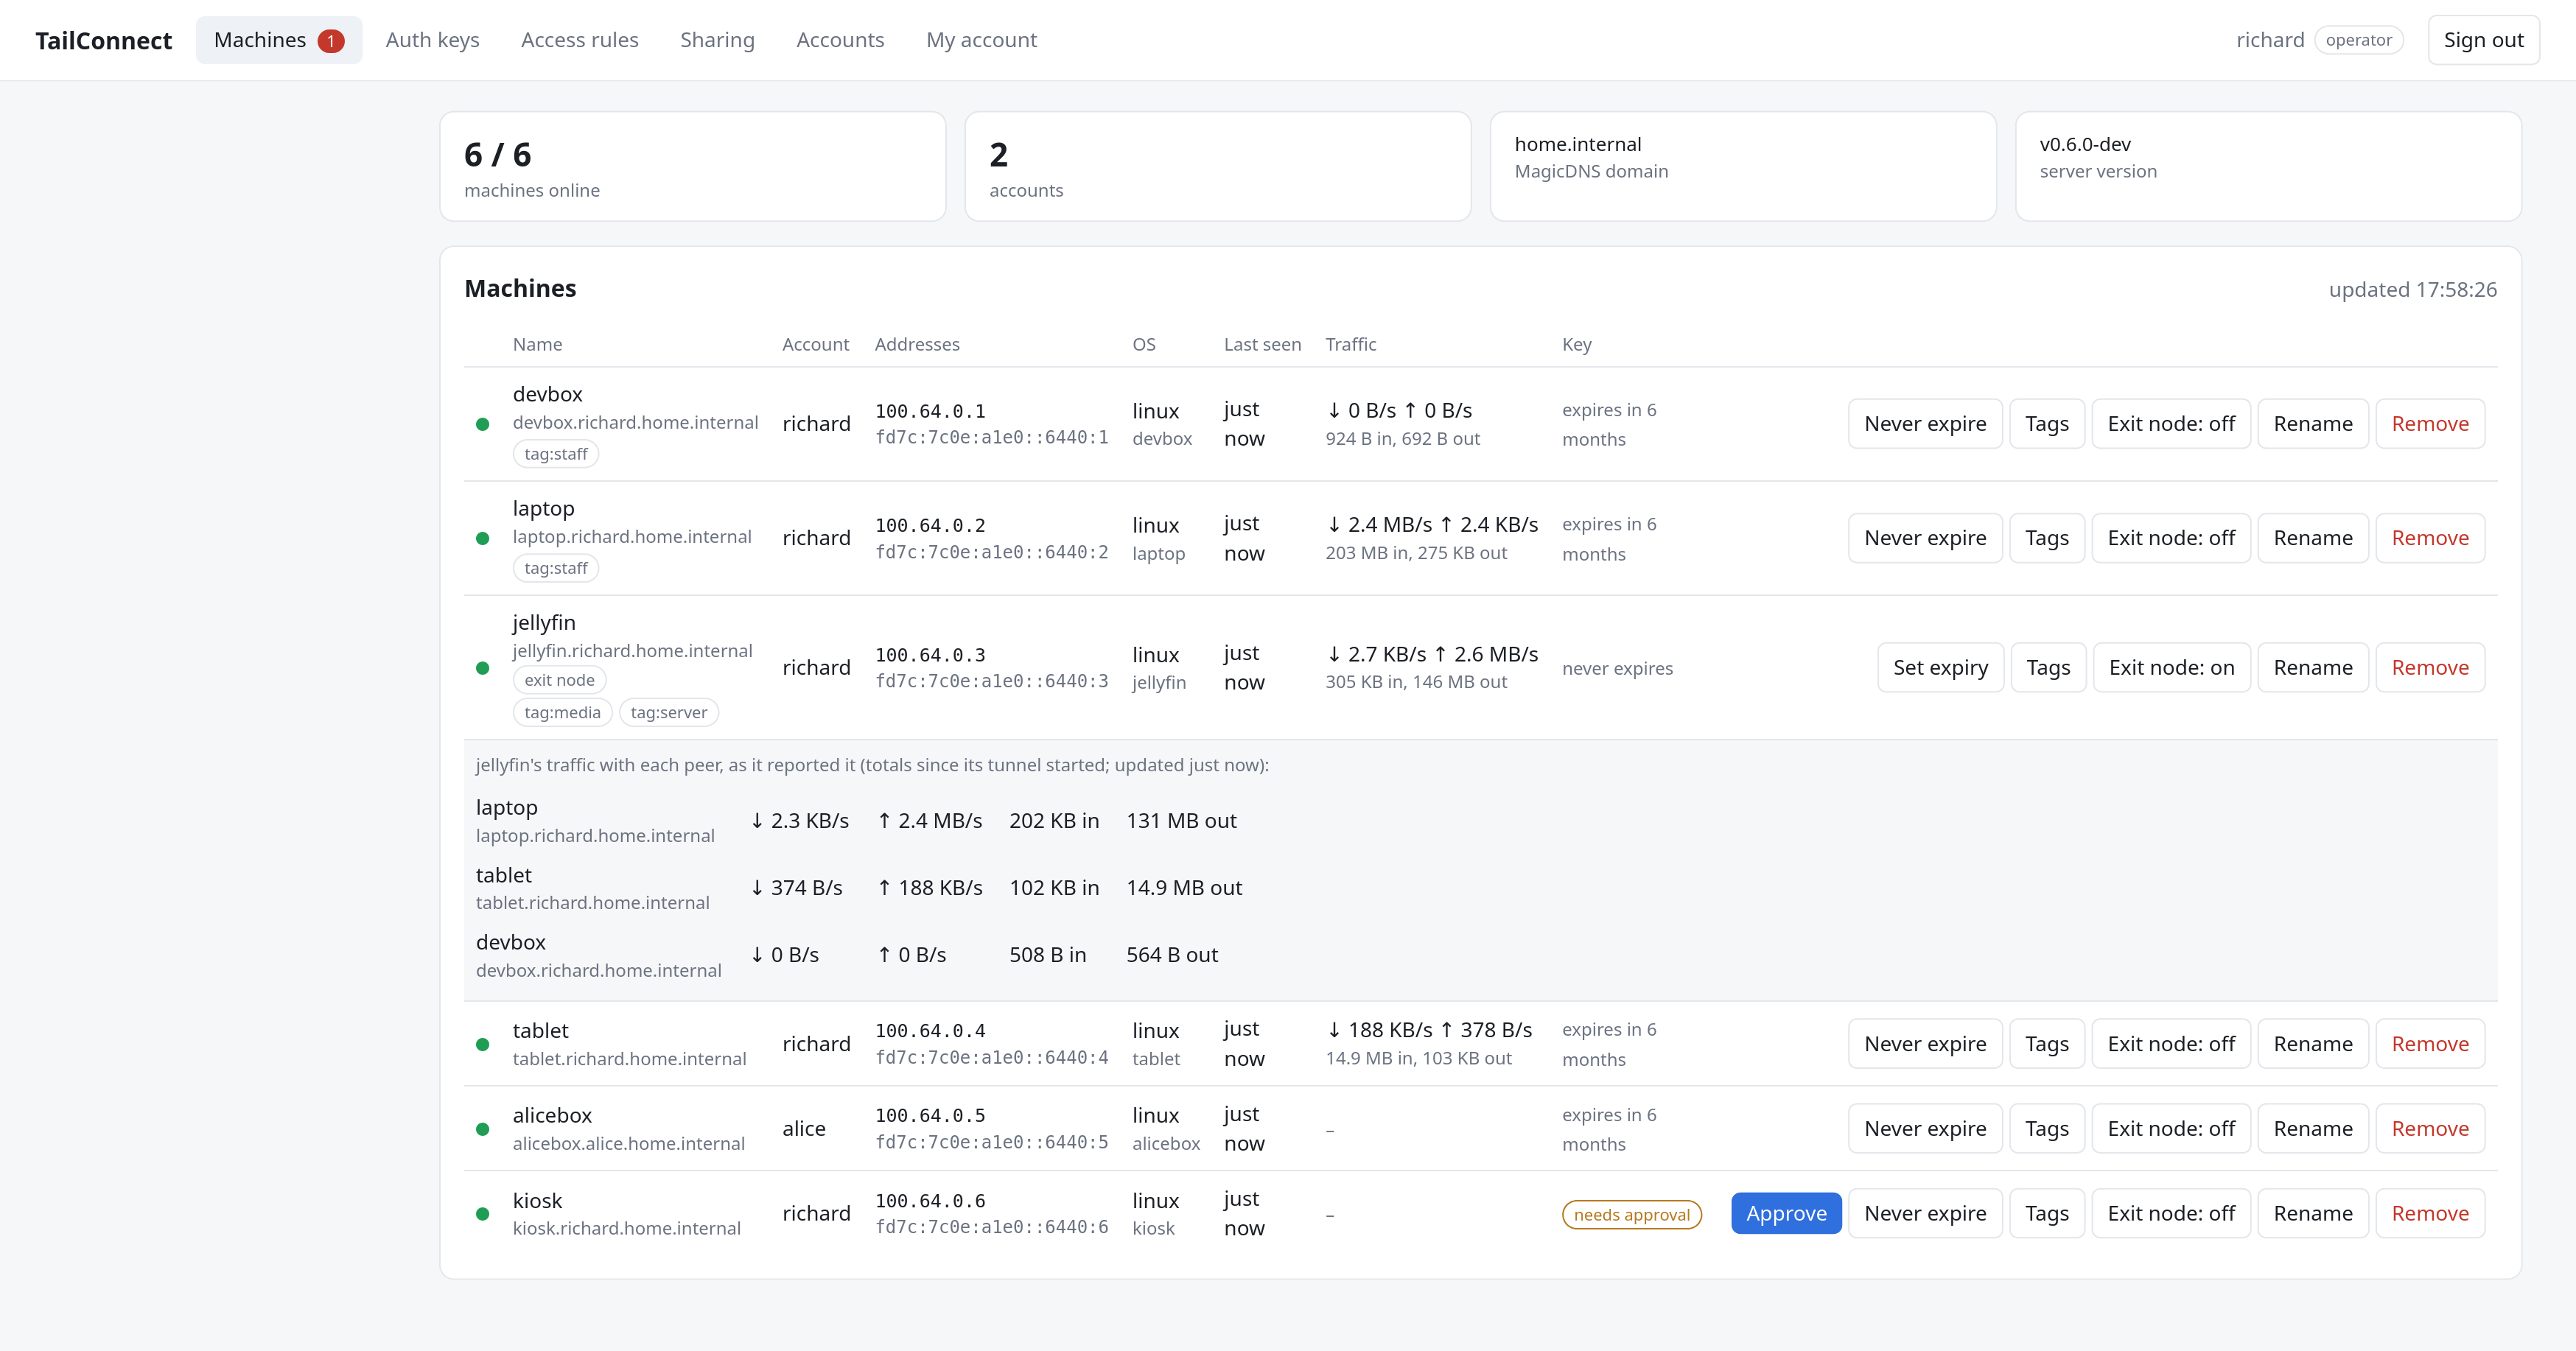 TailConnect Machines 1 Auth keys Access rules Sharing Accounts My account richard operator Sign out
6 / 6
machines online
2
accounts
home.internal
MagicDNS domain
v0.6.0-dev
server version
Machines updated 17:58:26
Name Account Addresses OS Last seen Traffic Key
devbox
devbox.richard.home.internal
tag:staff
richard
100.64.0.1
fd7c:7c0e:a1e0::6440:1
linux
devbox
just
now
↓ 0 B/s ↑ 0 B/s
924 B in, 692 B out
expires in 6
months
Never expire Tags Exit node: off Rename Remove
laptop
laptop.richard.home.internal
tag:staff
richard
100.64.0.2
fd7c:7c0e:a1e0::6440:2
linux
laptop
just
now
↓ 2.4 MB/s ↑ 2.4 KB/s
203 MB in, 275 KB out
expires in 6
months
Never expire Tags Exit node: off Rename Remove
jellyfin
jellyfin.richard.home.internal
exit node
tag:media tag:server
richard
100.64.0.3
fd7c:7c0e:a1e0::6440:3
linux
jellyfin
just
now
↓ 2.7 KB/s ↑ 2.6 MB/s
305 KB in, 146 MB out
never expires
Set expiry Tags Exit node: on Rename Remove
jellyfin's traffic with each peer, as it reported it (totals since its tunnel started; updated just now):
laptop
laptop.richard.home.internal
↓ 2.3 KB/s ↑ 2.4 MB/s 202 KB in 131 MB out
tablet
tablet.richard.home.internal
↓ 374 B/s ↑ 188 KB/s 102 KB in 14.9 MB out
devbox
devbox.richard.home.internal
↓ 0 B/s ↑ 0 B/s 508 B in 564 B out
tablet
tablet.richard.home.internal
richard
100.64.0.4
fd7c:7c0e:a1e0::6440:4
linux
tablet
just
now
↓ 188 KB/s ↑ 378 B/s
14.9 MB in, 103 KB out
expires in 6
months
Never expire Tags Exit node: off Rename Remove
alicebox
alicebox.alice.home.internal
alice
100.64.0.5
fd7c:7c0e:a1e0::6440:5
linux
alicebox
just
now
–
expires in 6
months
Never expire Tags Exit node: off Rename Remove
kiosk
kiosk.richard.home.internal
richard
100.64.0.6
fd7c:7c0e:a1e0::6440:6
linux
kiosk
just
now
–
needs approval
Approve Never expire Tags Exit node: off Rename Remove